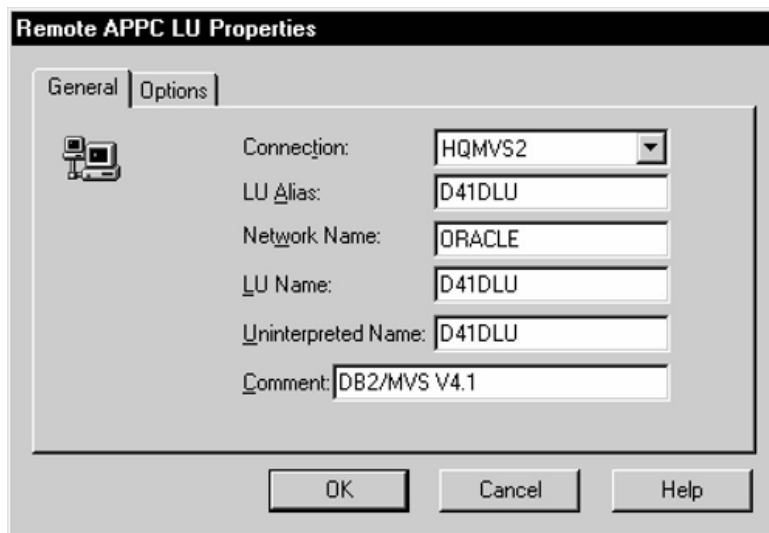 Remote APPC LU Properties
General Options
Connection: HQMVS2
LU Alias: D41DLU
Network Name: ORACLE
LU Name: D41DLU
Uninterpreted Name: D41DLU
Comment: DB2/MVS V4.1
OK Cancel Help